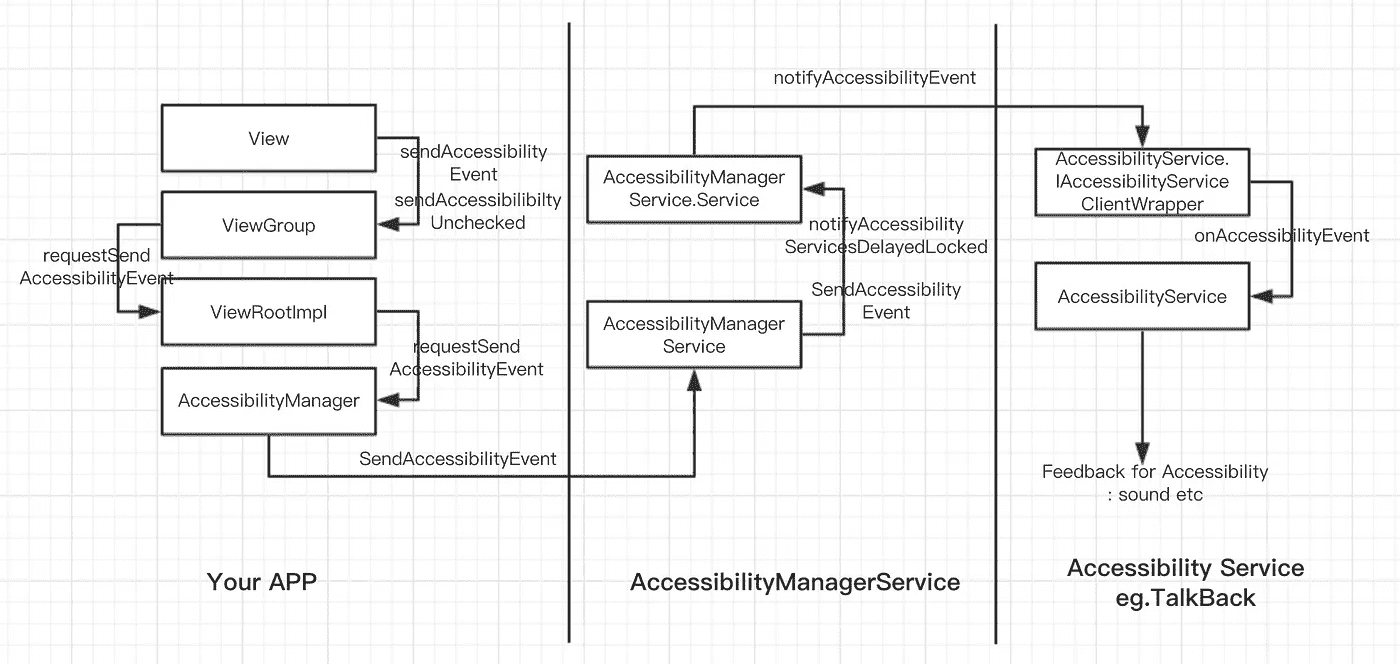 View
sendAccessibility
Event
sendAccessibilibilty
Unchecked
ViewGroup
requestSend
AccessibilityEvent
ViewRootImpl
requestSend
AccessibilityEvent
AccessibilityManager
SendAccessibilityEvent
Your APP
AccessibilityManager
Service.Service
notifyAccessibility
ServicesDelayedLocked
SendAccessibility
Event
AccessibilityManager
Service
AccessibilityManagerService
notifyAccessibilityEvent
AccessibilityService.
IAccessibilityService
ClientWrapper
onAccessibilityEvent
AccessibilityService
Feedback for Accessibility
: sound etc
Accessibility Service
eg.TalkBack